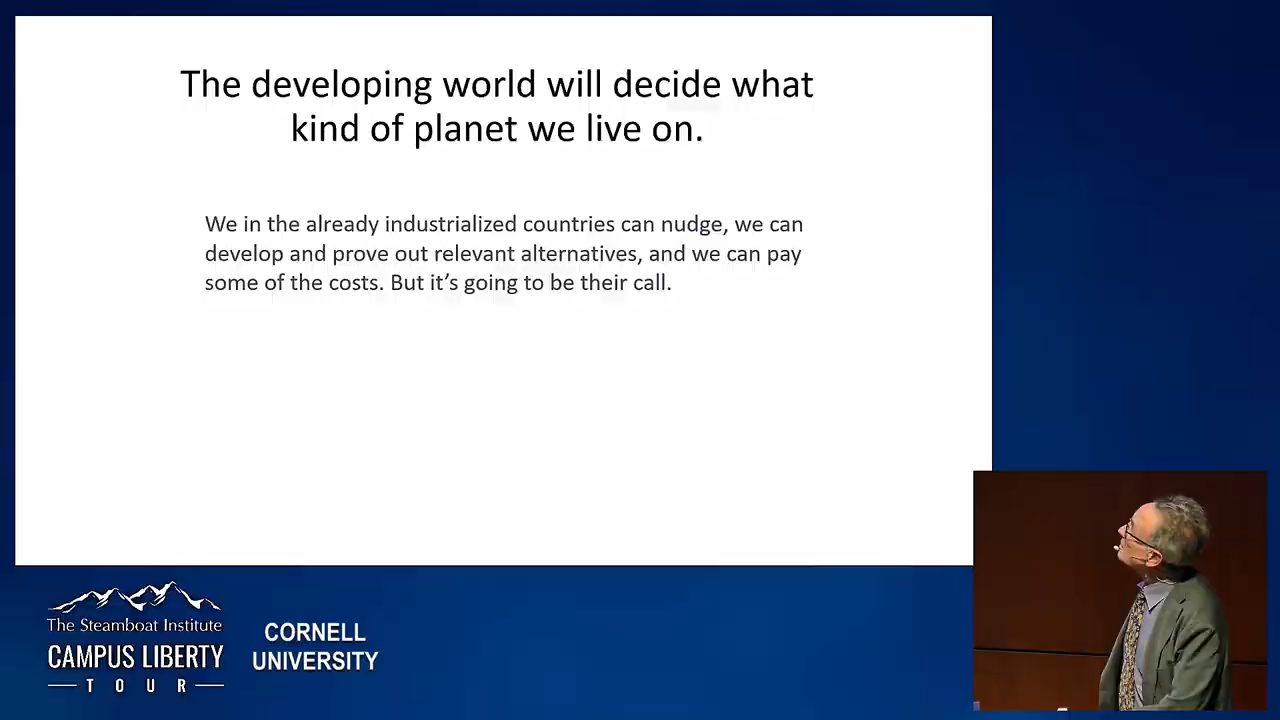 The developing world will decide what
kind of planet we live on.
We in the already industrialized countries can nudge, we can
develop and prove out relevant alternatives, and we can pay
some of the costs. But it’s going to be their call.
The Steamboat Institute
CAMPUS LIBERTY
TOUR
CORNELL
UNIVERSITY